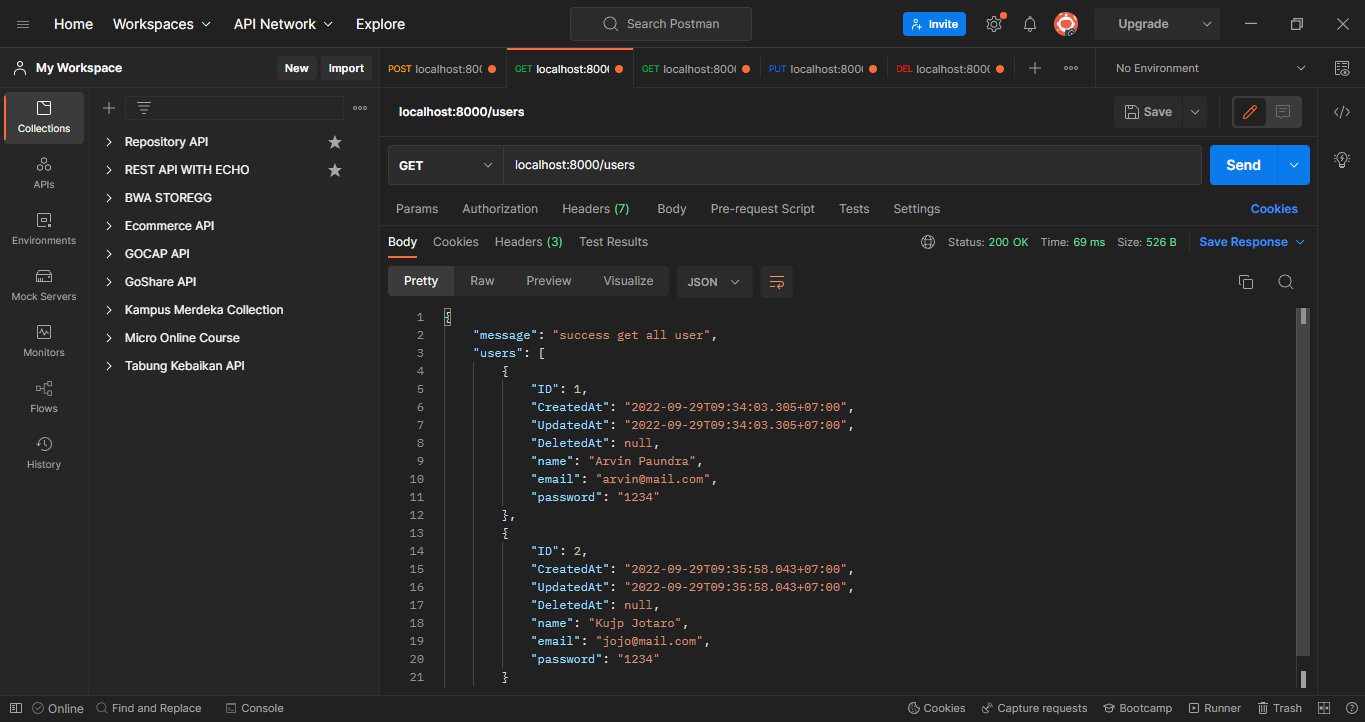 Home Workspaces API Network Explore Search Postman Invite Upgrade
My Workspace New Import POST localhost:800 GET localhost:800 GET localhost:800 PUT localhost:800 DEL localhost:800 No Environment
Collections
APIs
Environments
Mock Servers
Monitors
Flows
History
Repository API
REST API WITH ECHO
BWA STOREGG
Ecommerce API
GOCAP API
GoShare API
Kampus Merdeka Collection
Micro Online Course
Tabung Kebaikan API
localhost:8000/users Save
GET localhost:8000/users Send
Params Authorization Headers (7) Body Pre-request Script Tests Settings Cookies
Body Cookies Headers (3) Test Results Status: 200 OK Time: 69 ms Size: 526 B Save Response
Pretty Raw Preview Visualize JSON
1 {
2 "message": "success get all user",
3 "users": [
4 {
5 "ID": 1,
6 "CreatedAt": "2022-09-29T09:34:03.305+07:00",
7 "UpdatedAt": "2022-09-29T09:34:03.305+07:00",
8 "DeletedAt": null,
9 "name": "Arvin Paundra",
10 "email": "arvin@mail.com",
11 "password": "1234"
12 },
13 {
14 "ID": 2,
15 "CreatedAt": "2022-09-29T09:35:58.043+07:00",
16 "UpdatedAt": "2022-09-29T09:35:58.043+07:00",
17 "DeletedAt": null,
18 "name": "Kujp Jotaro",
19 "email": "jojo@mail.com",
20 "password": "1234"
21 }
Online Find and Replace Console Cookies Capture requests Bootcamp Runner Trash